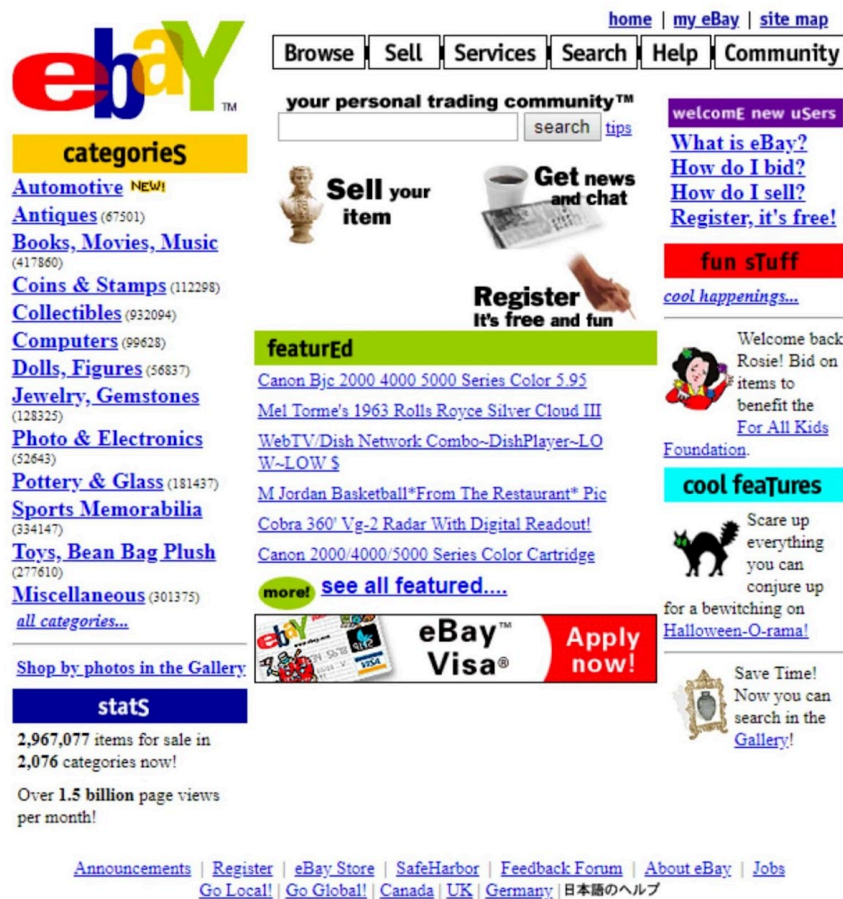 home | my eBay | site map
ebaY™
Browse Sell Services Search Help Community
your personal trading community™
search tips
categorieS
Automotive NEW!
Antiques (67501)
Books, Movies, Music
(417860)
Coins & Stamps (112298)
Collectibles (932094)
Computers (99628)
Dolls, Figures (56837)
Jewelry, Gemstones
(128325)
Photo & Electronics
(52643)
Pottery & Glass (181437)
Sports Memorabilia
(334147)
Toys, Bean Bag Plush
(277610)
Miscellaneous (301375)
all categories...
Shop by photos in the Gallery
statS
2,967,077 items for sale in
2,076 categories now!
Over 1.5 billion page views
per month!
Sell your
item
Get news
and chat
Register
It's free and fun
featurEd
Canon Bjc 2000 4000 5000 Series Color 5.95
Mel Torme's 1963 Rolls Royce Silver Cloud III
WebTV/Dish Network Combo~DishPlayer~LO
W~LOW $
M Jordan Basketball*From The Restaurant* Pic
Cobra 360' Vg-2 Radar With Digital Readout!
Canon 2000/4000/5000 Series Color Cartridge
more! see all featured....
ebaY
VISA
eBay™
Visa®
Apply
now!
welcomE new uSers
What is eBay?
How do I bid?
How do I sell?
Register, it's free!
fun sTuff
cool happenings...
Welcome back
Rosie! Bid on
items to
benefit the
For All Kids
Foundation.
cool feaTures
Scare up
everything
you can
conjure up
for a bewitching on
Halloween-O-rama!
Save Time!
Now you can
search in the
Gallery!
Announcements | Register | eBay Store | SafeHarbor | Feedback Forum | About eBay | Jobs
Go Local! | Go Global! | Canada | UK | Germany | 日本語のヘルプ